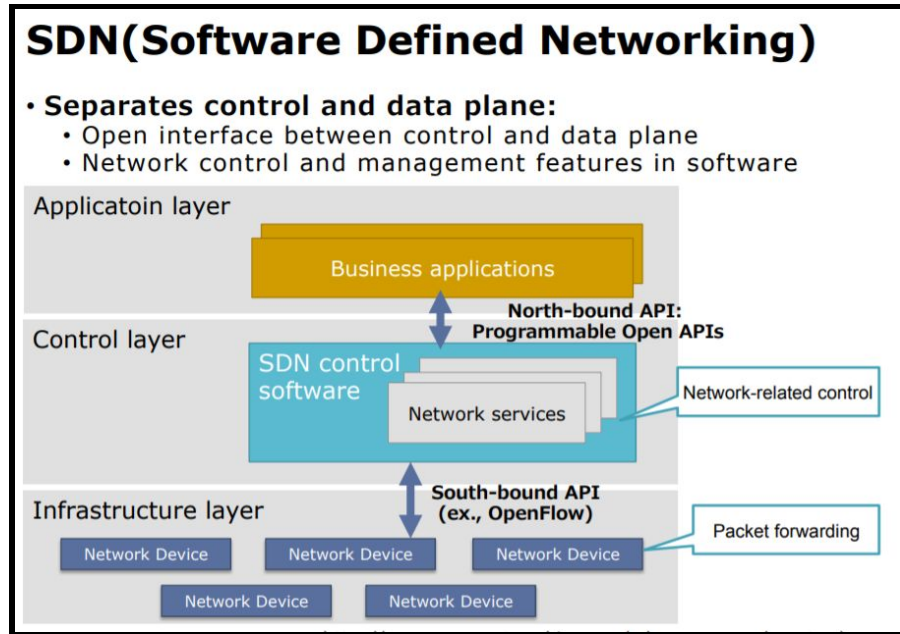 SDN(Software Defined Networking)
• Separates control and data plane:
• Open interface between control and data plane
• Network control and management features in software
Applicatoin layer
Business applications
North-bound API:
Programmable Open APIs
Control layer
SDN control
software
Network services
Network-related control
South-bound API
(ex., OpenFlow)
Infrastructure layer
Packet forwarding
Network Device
Network Device
Network Device
Network Device
Network Device